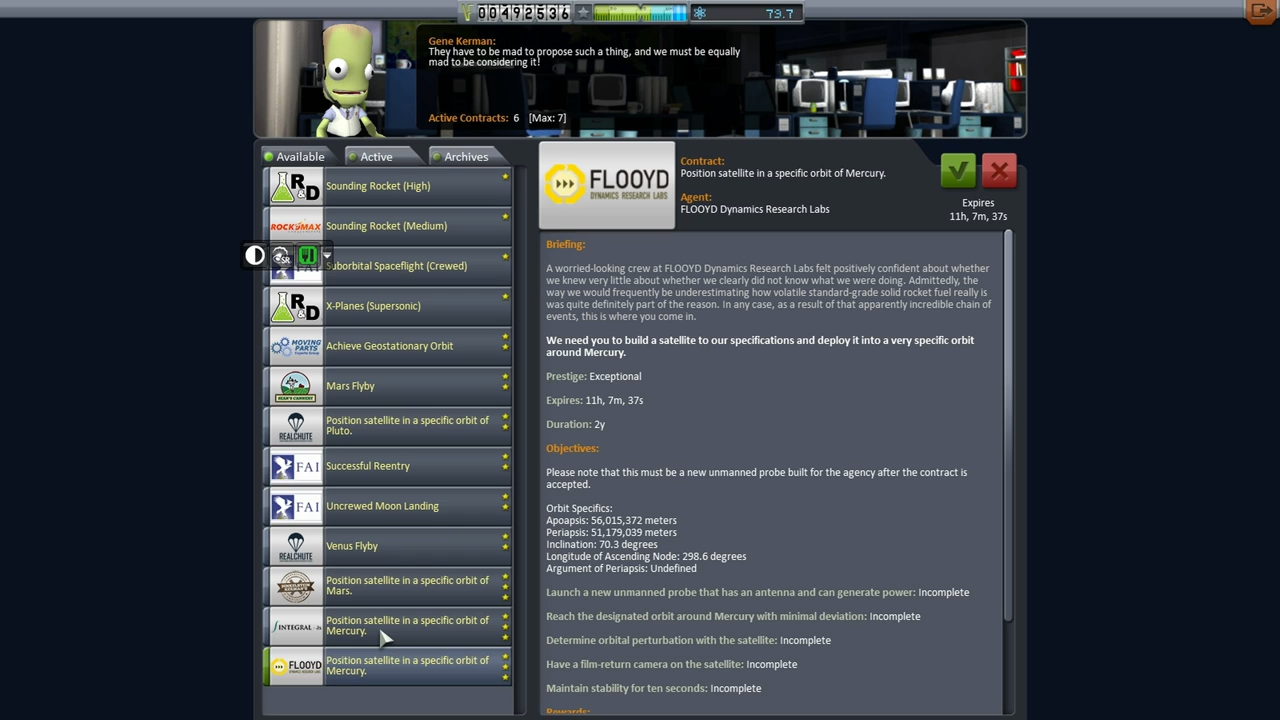 00492536
79.7
Gene Kerman:
They have to be mad to propose such a thing, and we must be equally
mad to be considering it!
Active Contracts: 6 [Max: 7]
Available
Active
Archives
R&D
Sounding Rocket (High)
ROCKOMAX
Sounding Rocket (Medium)
Suborbital Spaceflight (Crewed)
R&D
X-Planes (Supersonic)
MOVING
PARTS
Achieve Geostationary Orbit
Mars Flyby
REALCHUTE
Position satellite in a specific orbit of
Pluto.
FAI
Successful Reentry
FAI
Uncrewed Moon Landing
REALCHUTE
Venus Flyby
Position satellite in a specific orbit of
Mars.
INTEGRAL
Position satellite in a specific orbit of
Mercury.
FLOOYD
Position satellite in a specific orbit of
Mercury.
FLOOYD
DYNAMICS RESEARCH LABS
Contract:
Position satellite in a specific orbit of Mercury.
Agent:
FLOOYD Dynamics Research Labs
Expires
11h, 7m, 37s
Briefing:
A worried-looking crew at FLOOYD Dynamics Research Labs felt positively confident about whether
we knew very little about whether we clearly did not know what we were doing. Admittedly, the
way we would frequently be underestimating how volatile standard-grade solid rocket fuel really is
was quite definitely part of the reason. In any case, as a result of that apparently incredible chain of
events, this is where you come in.
We need you to build a satellite to our specifications and deploy it into a very specific orbit
around Mercury.
Prestige: Exceptional
Expires: 11h, 7m, 37s
Duration: 2y
Objectives:
Please note that this must be a new unmanned probe built for the agency after the contract is
accepted.
Orbit Specifics:
Apoapsis: 56,015,372 meters
Periapsis: 51,179,039 meters
Inclination: 70.3 degrees
Longitude of Ascending Node: 298.6 degrees
Argument of Periapsis: Undefined
Launch a new unmanned probe that has an antenna and can generate power: Incomplete
Reach the designated orbit around Mercury with minimal deviation: Incomplete
Determine orbital perturbation with the satellite: Incomplete
Have a film-return camera on the satellite: Incomplete
Maintain stability for ten seconds: Incomplete
Rewards: